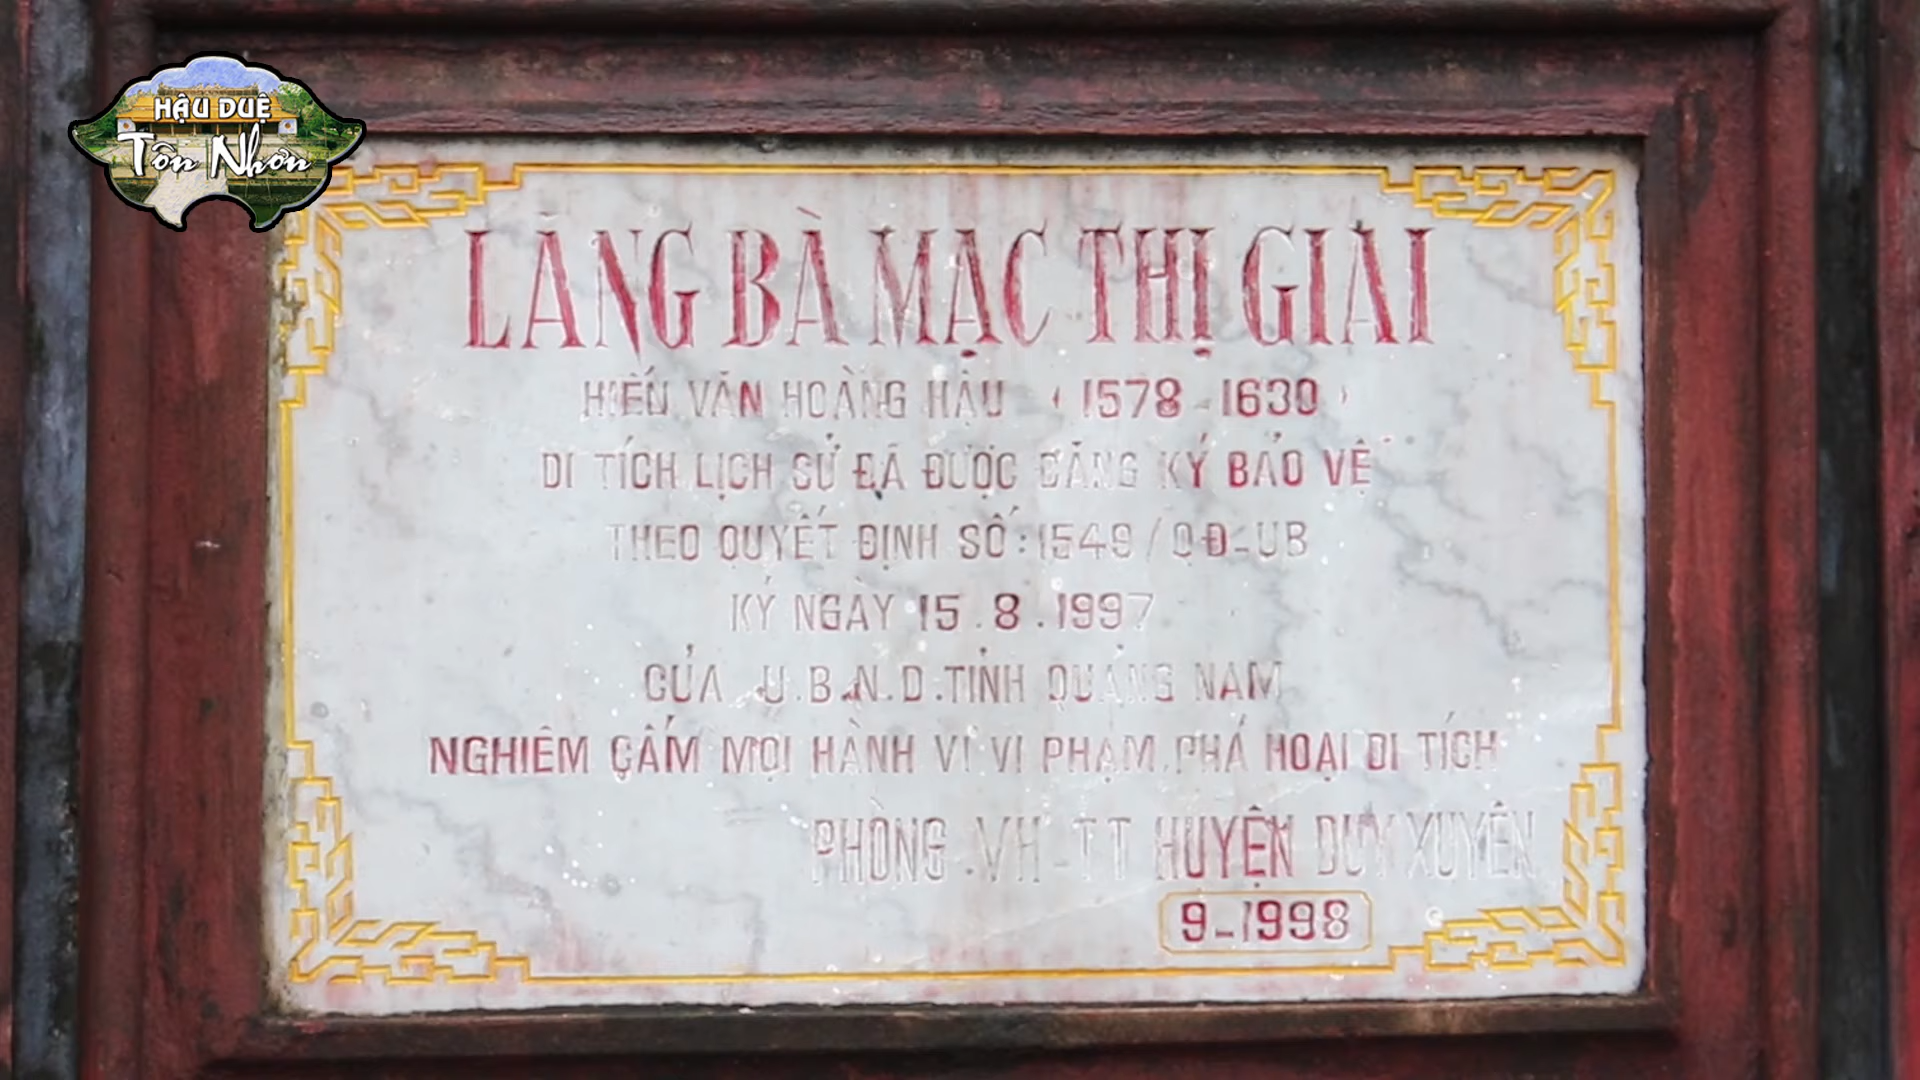 HẬU DUỆ
Tôn Nhơn
LĂNG BÀ MẠC THỊ GIAI
HIẾU VĂN HOÀNG HẬU (1578-1630)
DI TÍCH LỊCH SỬ ĐÃ ĐƯỢC ĐĂNG KÝ BẢO VỆ
THEO QUYẾT ĐỊNH SỐ:1549/QĐ-UB
KÝ NGÀY 15.8.1997
CỦA U.B.N.D.TỈNH QUẢNG NAM
NGHIÊM CẤM MỌI HÀNH VI VI PHẠM,PHÁ HOẠI DI TÍCH
PHÒNG VH-TT HUYỆN DUY XUYÊN
9-1998